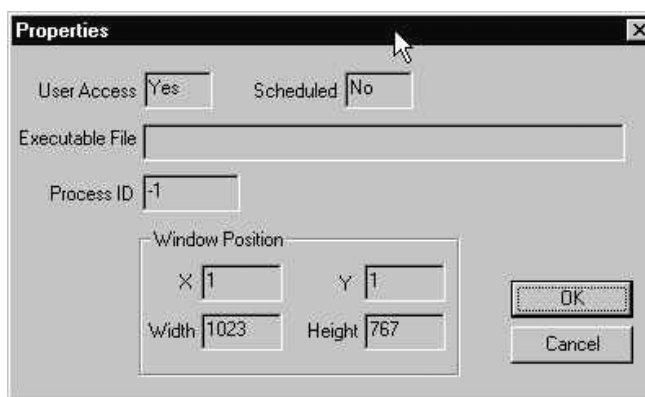 Properties
User Access Yes Scheduled No
Executable File
Process ID -1
Window Position
X 1 Y 1
Width 1023 Height 767
OK
Cancel